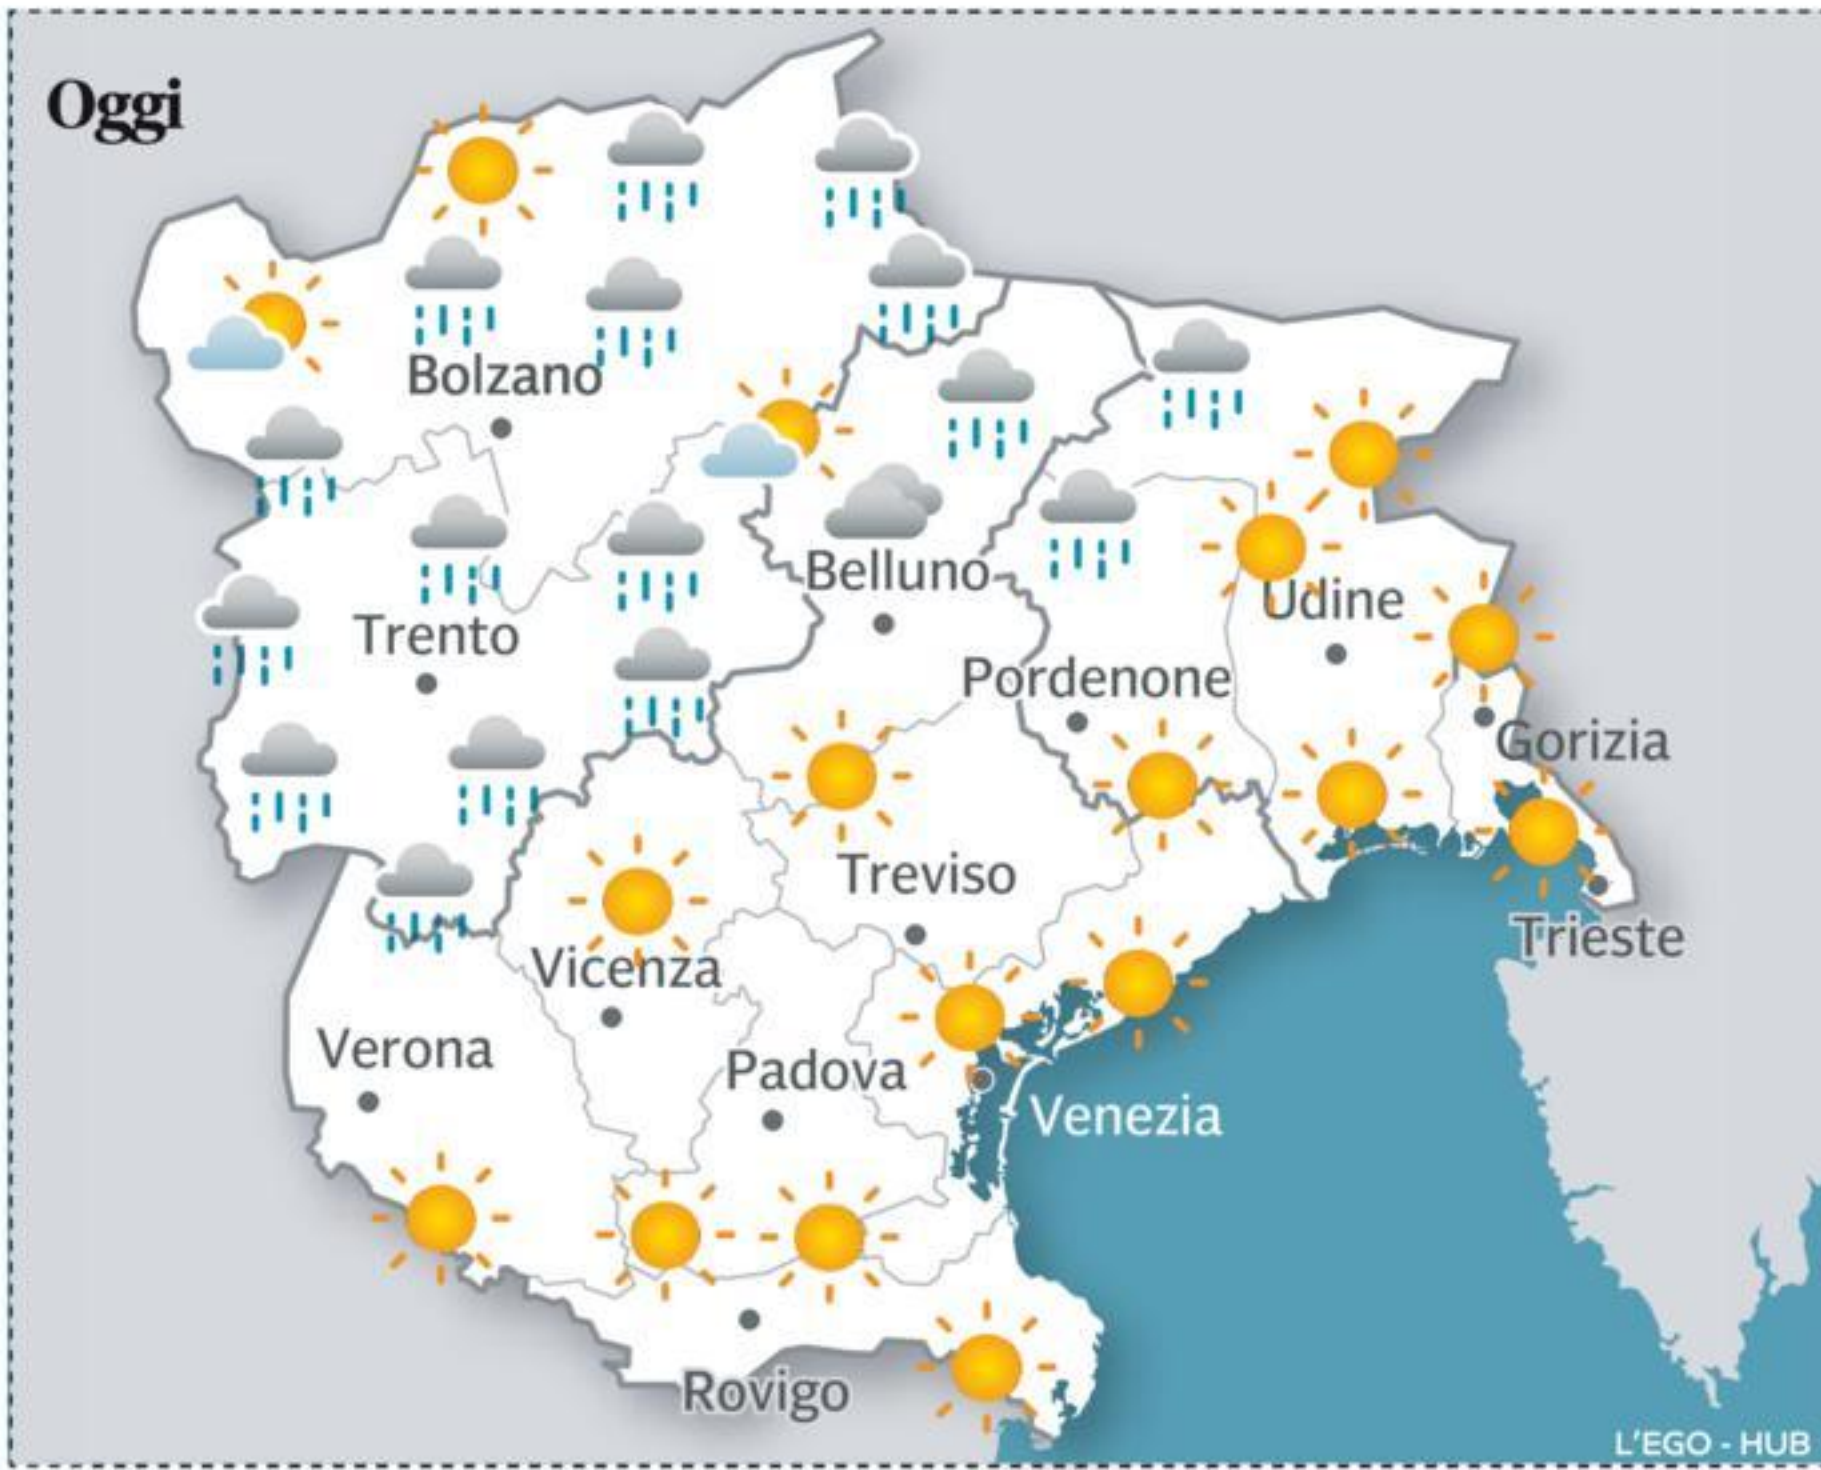 Oggi
Bolzano
Belluno
Udine
Trento
Pordenone
Gorizia
Treviso
Trieste
Vicenza
Verona
Padova
Venezia
Rovigo
L'EGO - HUB